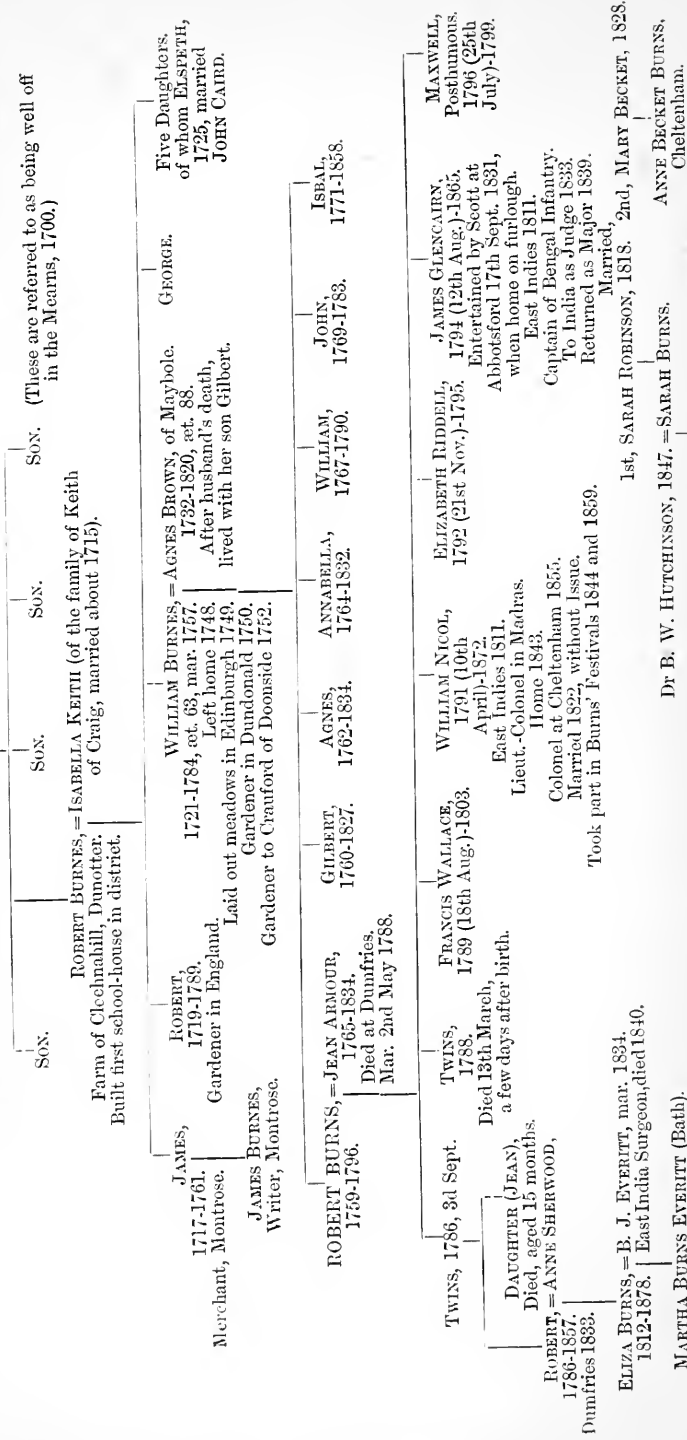 SON.
SON.
SON.
SON.
(These are referred to as being well off
in the Mearns, 1700.)
ROBERT BURNES, = ISABELLA KEITH (of the family of Keith
of Craig, married about 1715).
Farm of Clochnahill, Dunotter.
Built first school-house in district.
JAMES,
1717-1761.
Merchant, Montrose.
JAMES BURNES,
Writer, Montrose.
ROBERT,
1719-1789.
Gardener in England.
WILLIAM BURNES, = AGNES BROWN, of Maybole.
1721-1784, æt. 63, mar. 1757.
Left home 1748.
Laid out meadows in Edinburgh 1749.
Gardener in Dundonald 1750.
Gardener to Crauford of Doonside 1752.
1732-1820, æt. 88.
After husband's death,
lived with her son Gilbert.
GEORGE.
Five Daughters.
of whom ELSPETH,
1725, married
JOHN CAIRD.
ROBERT BURNS, = JEAN ARMOUR,
1759-1796.
1765-1834.
Died at Dumfries.
Mar. 2nd May 1788.
GILBERT,
1760-1827.
AGNES,
1762-1834.
ANNABELLA,
1764-1832.
WILLIAM,
1767-1790.
JOHN,
1769-1783.
ISBAL,
1771-1858.
TWINS, 1786, 3d Sept.
DAUGHTER (JEAN),
Died, aged 15 months.
ROBERT, = ANNE SHERWOOD,
1786-1857.
Dumfries 1833.
ELIZA BURNS, = B. J. EVERITT, mar. 1834.
1812-1878.
East India Surgeon, died 1840.
MARTHA BURNS EVERITT (Bath).
TWINS,
1788.
Died 13th March,
a few days after birth.
FRANCIS WALLACE,
1789 (18th Aug.)-1803.
WILLIAM NICOL,
1791 (10th
April)-1872.
East Indies 1811.
Lieut.-Colonel in Madras.
Home 1843.
Colonel at Cheltenham 1855.
Married 1822, without Issue.
Took part in Burns' Festivals 1844 and 1859.
ELIZABETH RIDDELL,
1792 (21st Nov.)-1795.
JAMES GLENCAIRN,
1794 (12th Aug.)-1865.
Entertained by Scott at
Abbotsford 17th Sept. 1831,
when home on furlough.
East Indies 1811.
Captain of Bengal Infantry.
To India as Judge 1833.
Returned as Major 1839.
Married,
1st, SARAH ROBINSON, 1818. 2nd, MARY BECKET, 1828.
Dr B. W. HUTCHINSON, 1847. = SARAH BURNS.
ANNE BECKET BURNS,
Cheltenham.
MAXWELL,
Posthumous.
1796 (25th
July)-1799.